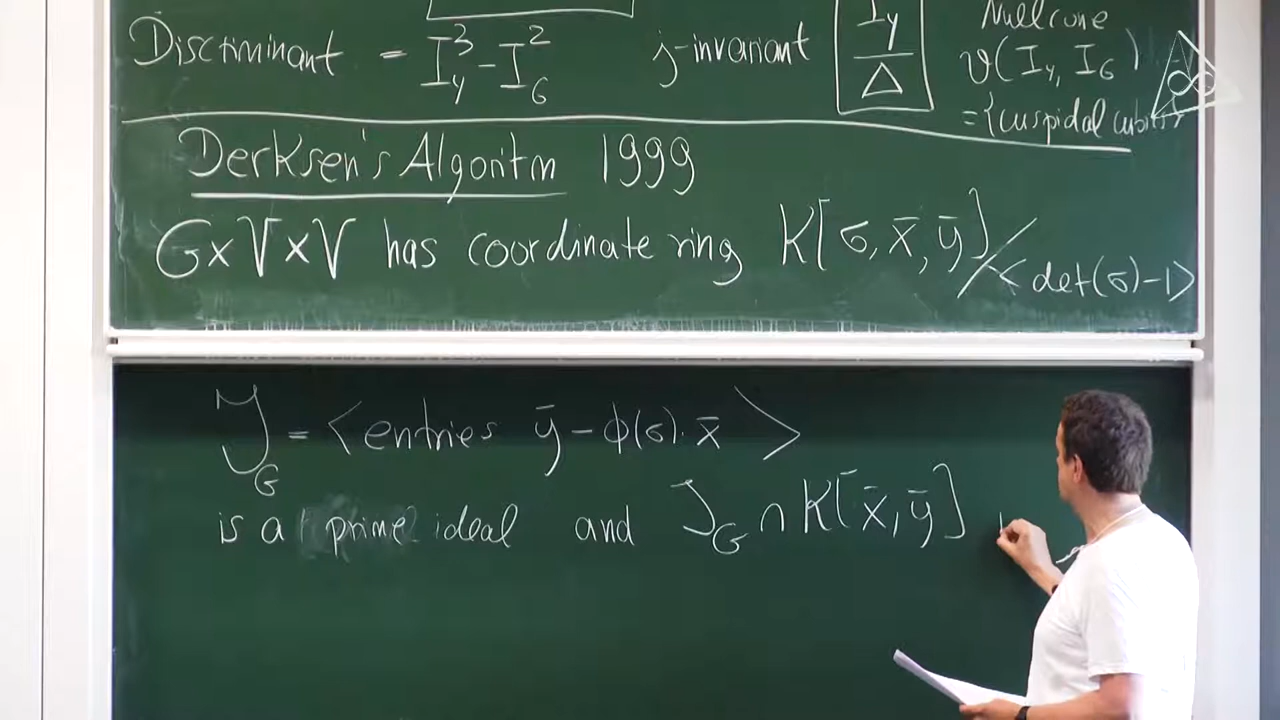 Discriminant = I₄³ - I₆² j-invariant I₄/Δ Nullcone
𝒱(I₄, I₆)
={cuspidal cubics}
Derksen's Algoritm 1999
G×V×V has coordinate ring K[σ, x̄, ȳ]/<det(σ)-1>
J_G = <entries ȳ - ϕ(σ)·x̄>
is a prime ideal and J_G ∩ K[x̄, ȳ]